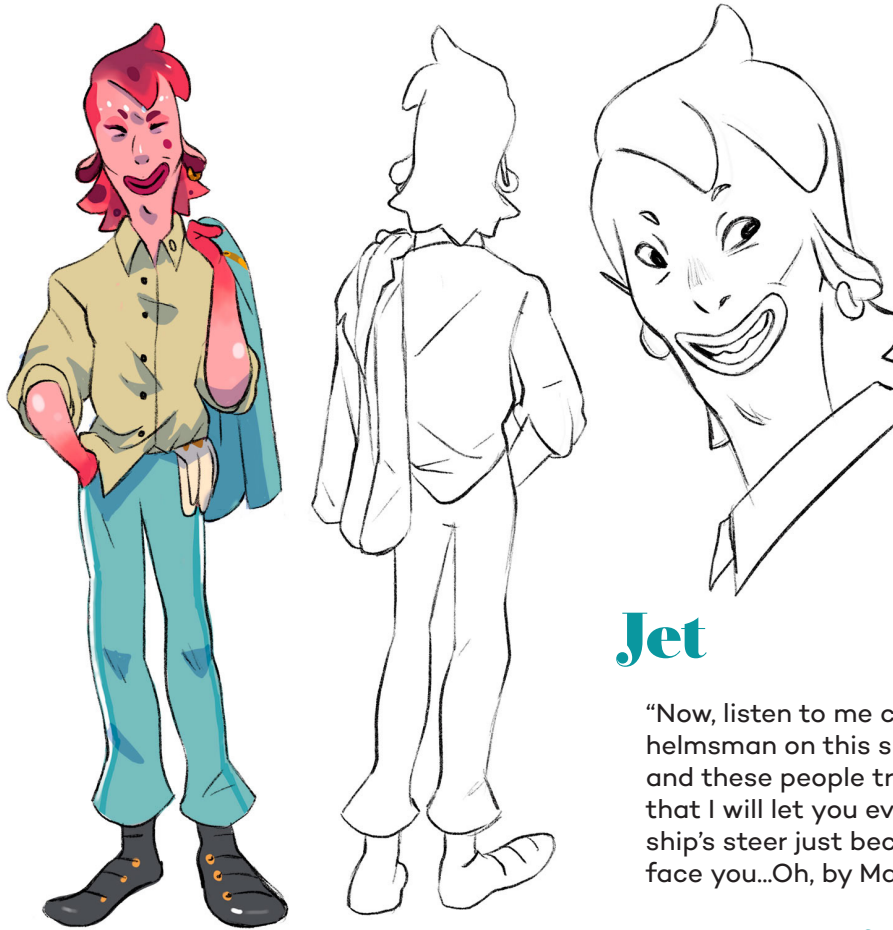 Jet
“Now, listen to me
helmsman on this
and these people
that I will let you
ship’s steer just
face you...Oh, by